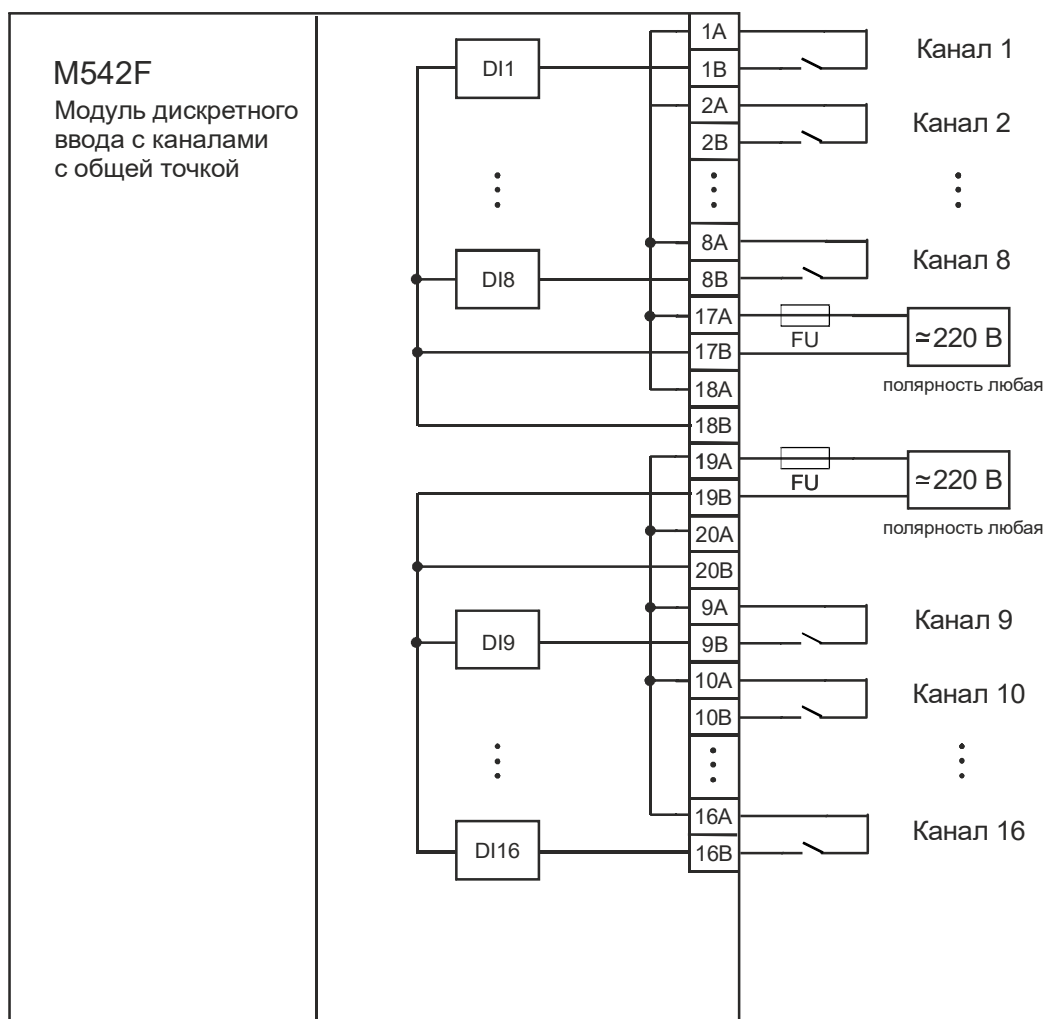 M542F
Модуль дискретного
ввода с каналами
с общей точкой
DI1
DI8
DI9
DI16
1A
1B
2A
2B
8A
8B
17A
17B
18A
18B
19A
19B
20A
20B
9A
9B
10A
10B
16A
16B
Канал 1
Канал 2
Канал 8
FU
≃220 В
полярность любая
FU
≃220 В
полярность любая
Канал 9
Канал 10
Канал 16